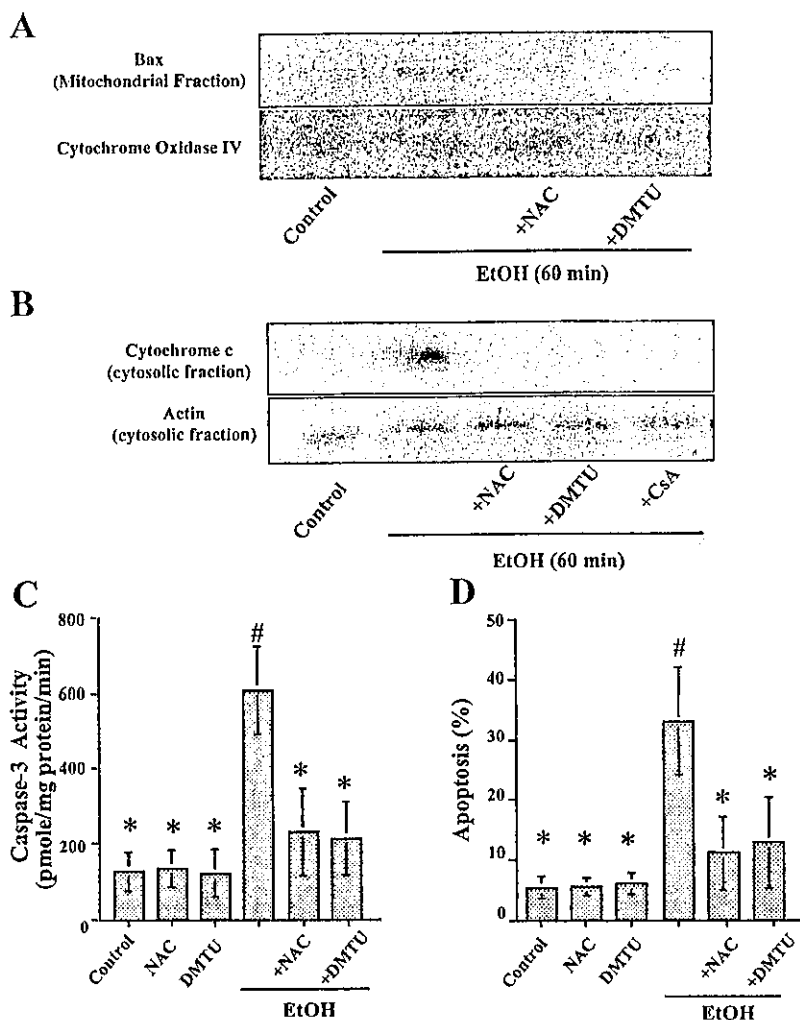 A
Bax
(Mitochondrial Fraction)
Cytochrome Oxidase IV
Control
+NAC
+DMTU
EtOH (60 min)
B
Cytochrome c
(cytosolic fraction)
Actin
(cytosolic fraction)
Control
+NAC
+DMTU
+CsA
EtOH (60 min)
C
Caspase-3 Activity
(pmole/mg protein/min)
800
600
400
200
0
* * * # * *
Control
NAC
DMTU
+NAC
+DMTU
EtOH
D
Apoptosis (%)
50
40
30
20
10
0
* * * # * *
Control
NAC
DMTU
+NAC
+DMTU
EtOH